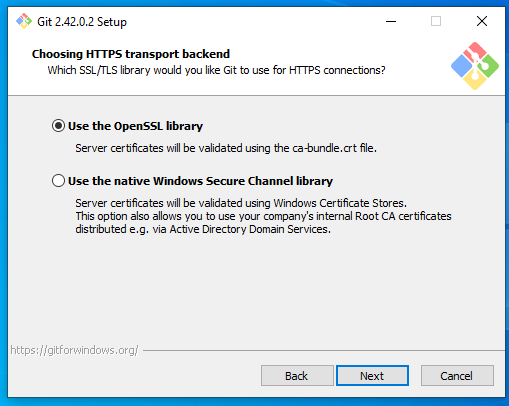 Git 2.42.0.2 Setup
Choosing HTTPS transport backend
Which SSL/TLS library would you like Git to use for HTTPS connections?
Use the OpenSSL library
Server certificates will be validated using the ca-bundle.crt file.
Use the native Windows Secure Channel library
Server certificates will be validated using Windows Certificate Stores.
This option also allows you to use your company's internal Root CA certificates
distributed e.g. via Active Directory Domain Services.
https://gitforwindows.org/
Back
Next
Cancel